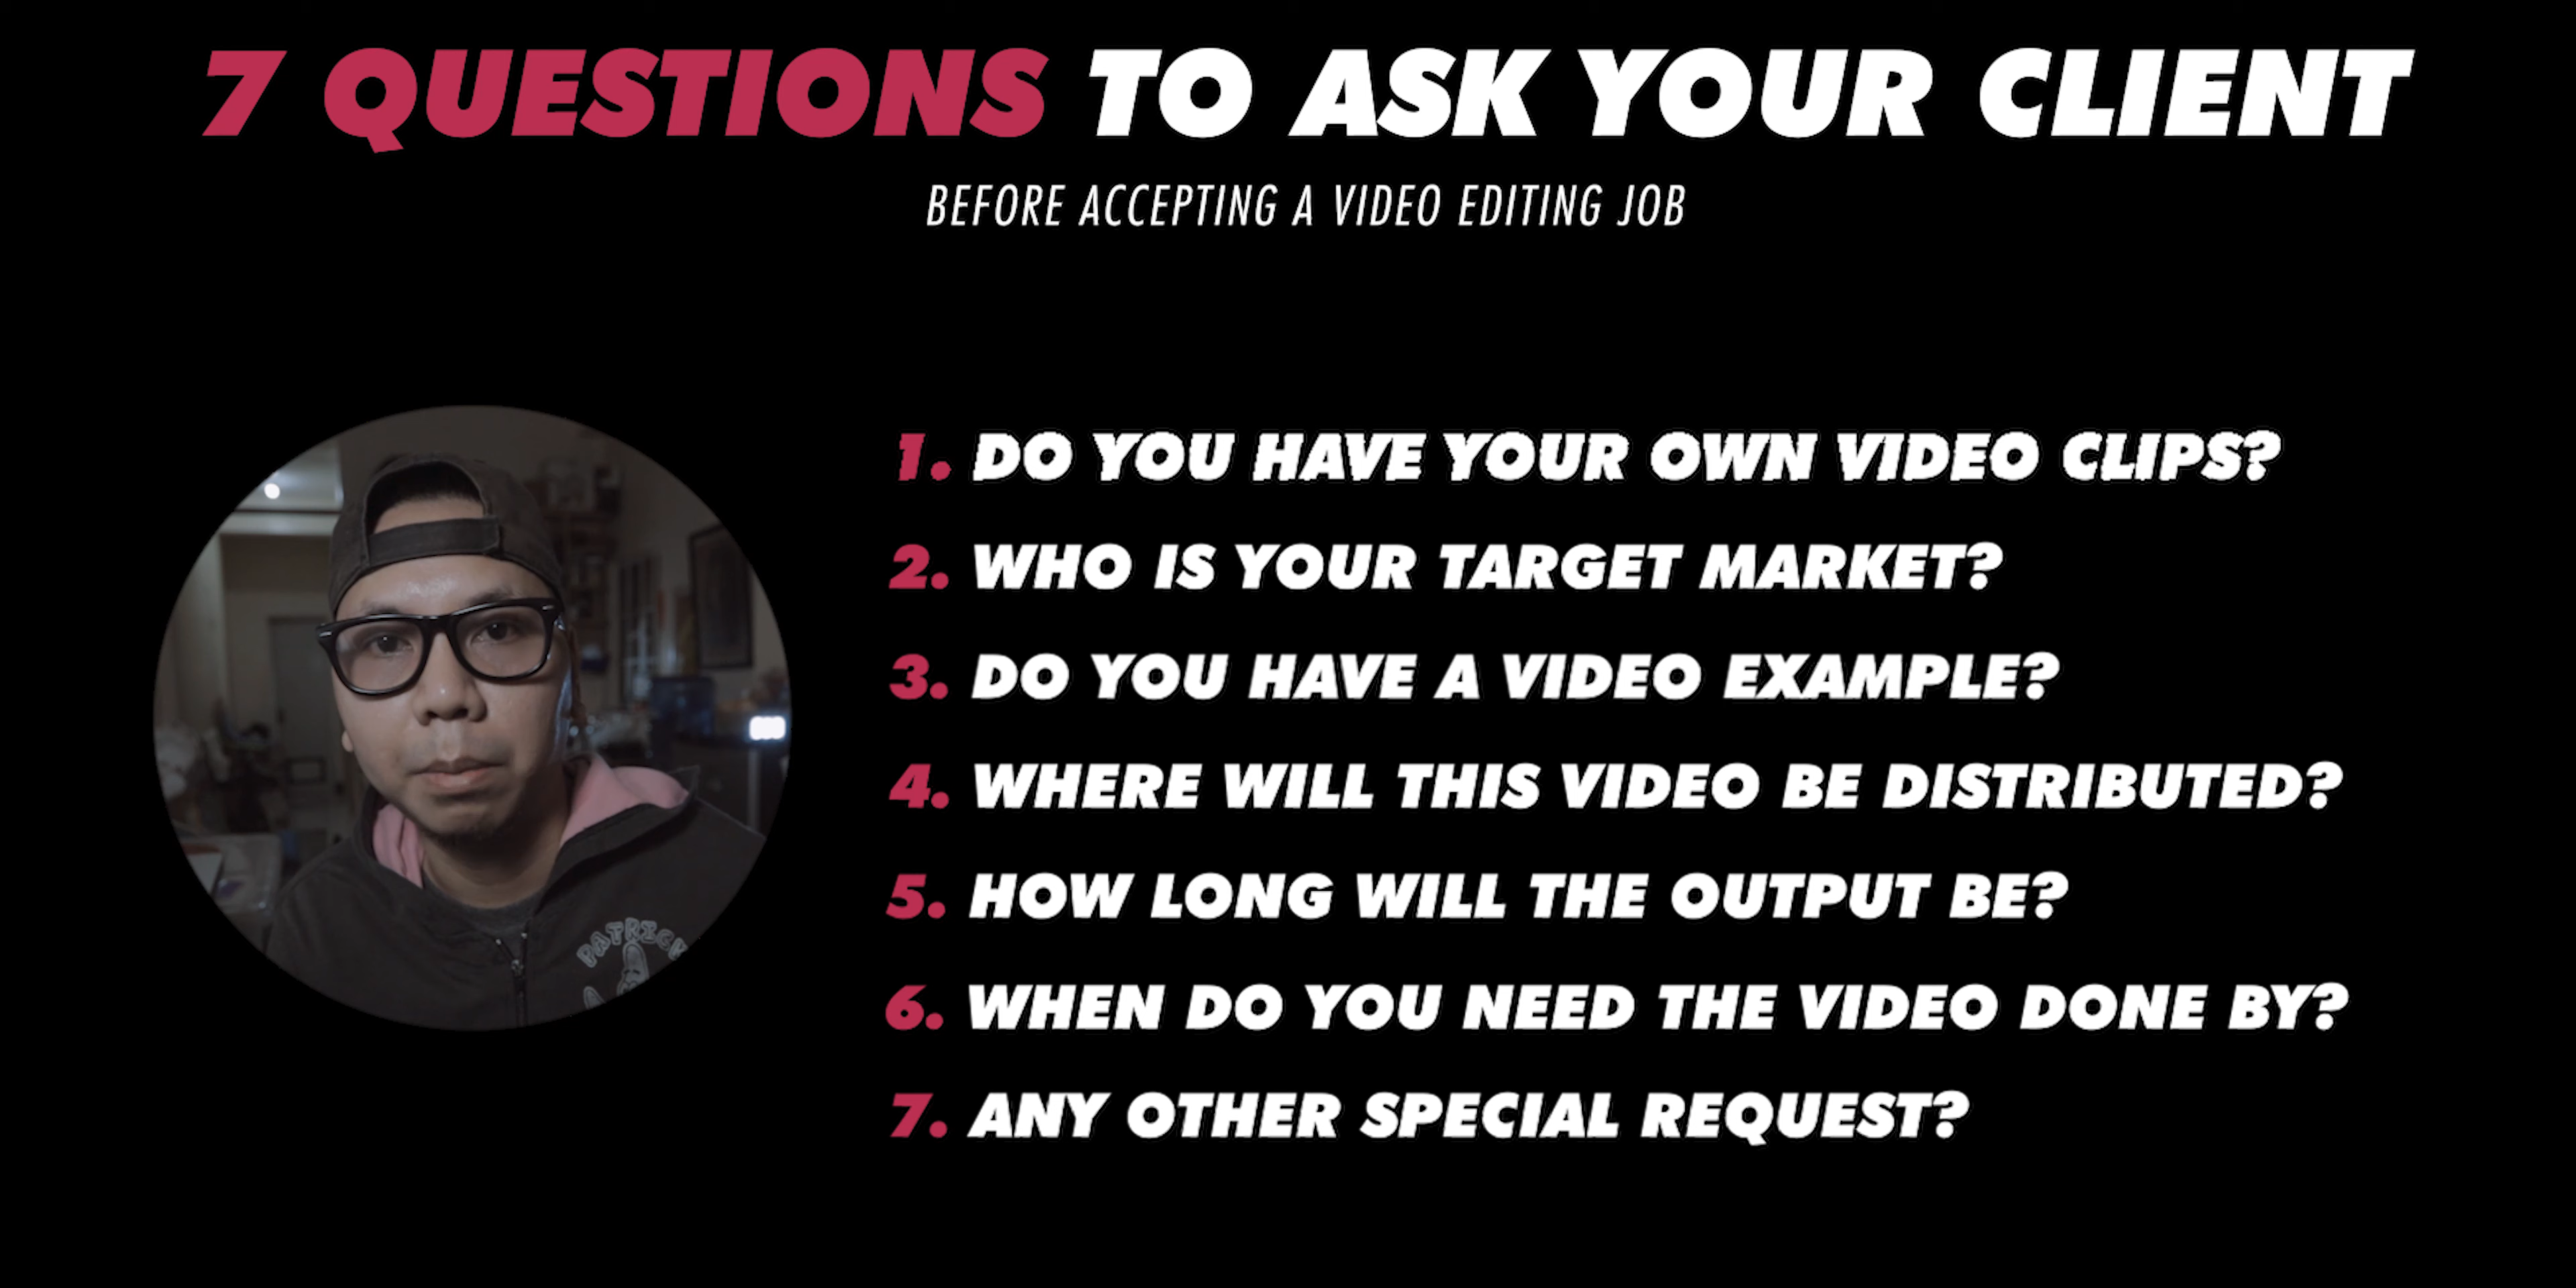 7 QUESTIONS TO ASK YOUR CLIENT
BEFORE ACCEPTING A VIDEO EDITING JOB
1. DO YOU HAVE YOUR OWN VIDEO CLIPS?
2. WHO IS YOUR TARGET MARKET?
3. DO YOU HAVE A VIDEO EXAMPLE?
4. WHERE WILL THIS VIDEO BE DISTRIBUTED?
5. HOW LONG WILL THE OUTPUT BE?
6. WHEN DO YOU NEED THE VIDEO DONE BY?
7. ANY OTHER SPECIAL REQUEST?
PATRICK